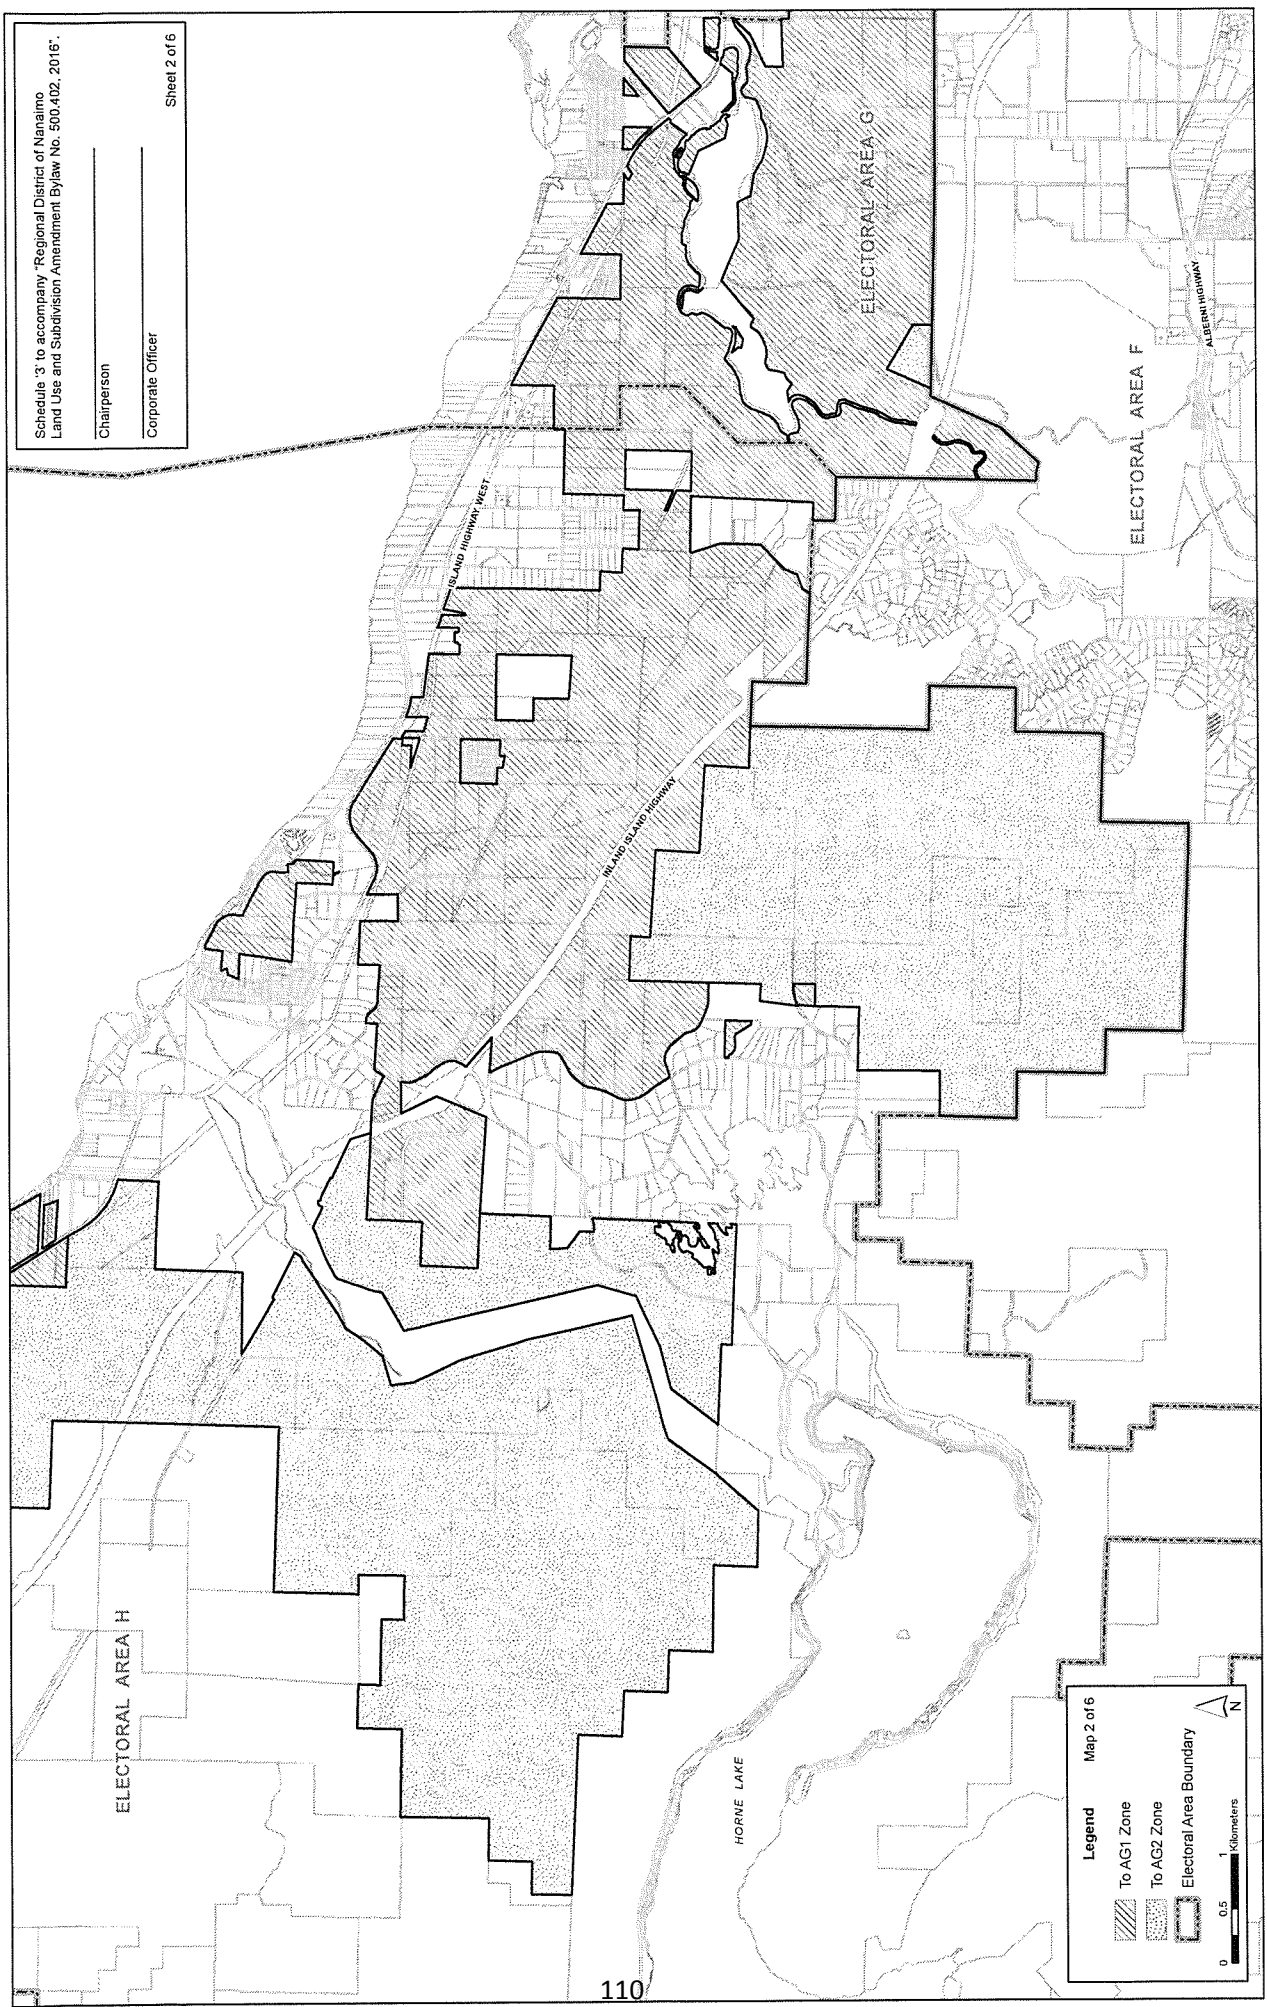 Schedule '3' to accompany "Regional District of Nanaimo
Land Use and Subdivision Amendment Bylaw No. 500.402, 2016".
Chairperson
Corporate Officer
Sheet 2 of 6
ELECTORAL AREA H
ELECTORAL AREA G
ELECTORAL AREA F
ISLAND HIGHWAY WEST
INLAND ISLAND HIGHWAY
ALBERNI HIGHWAY
HORNE LAKE
Legend
Map 2 of 6
To AG1 Zone
To AG2 Zone
Electoral Area Boundary
0 0.5 1
Kilometers
N
110